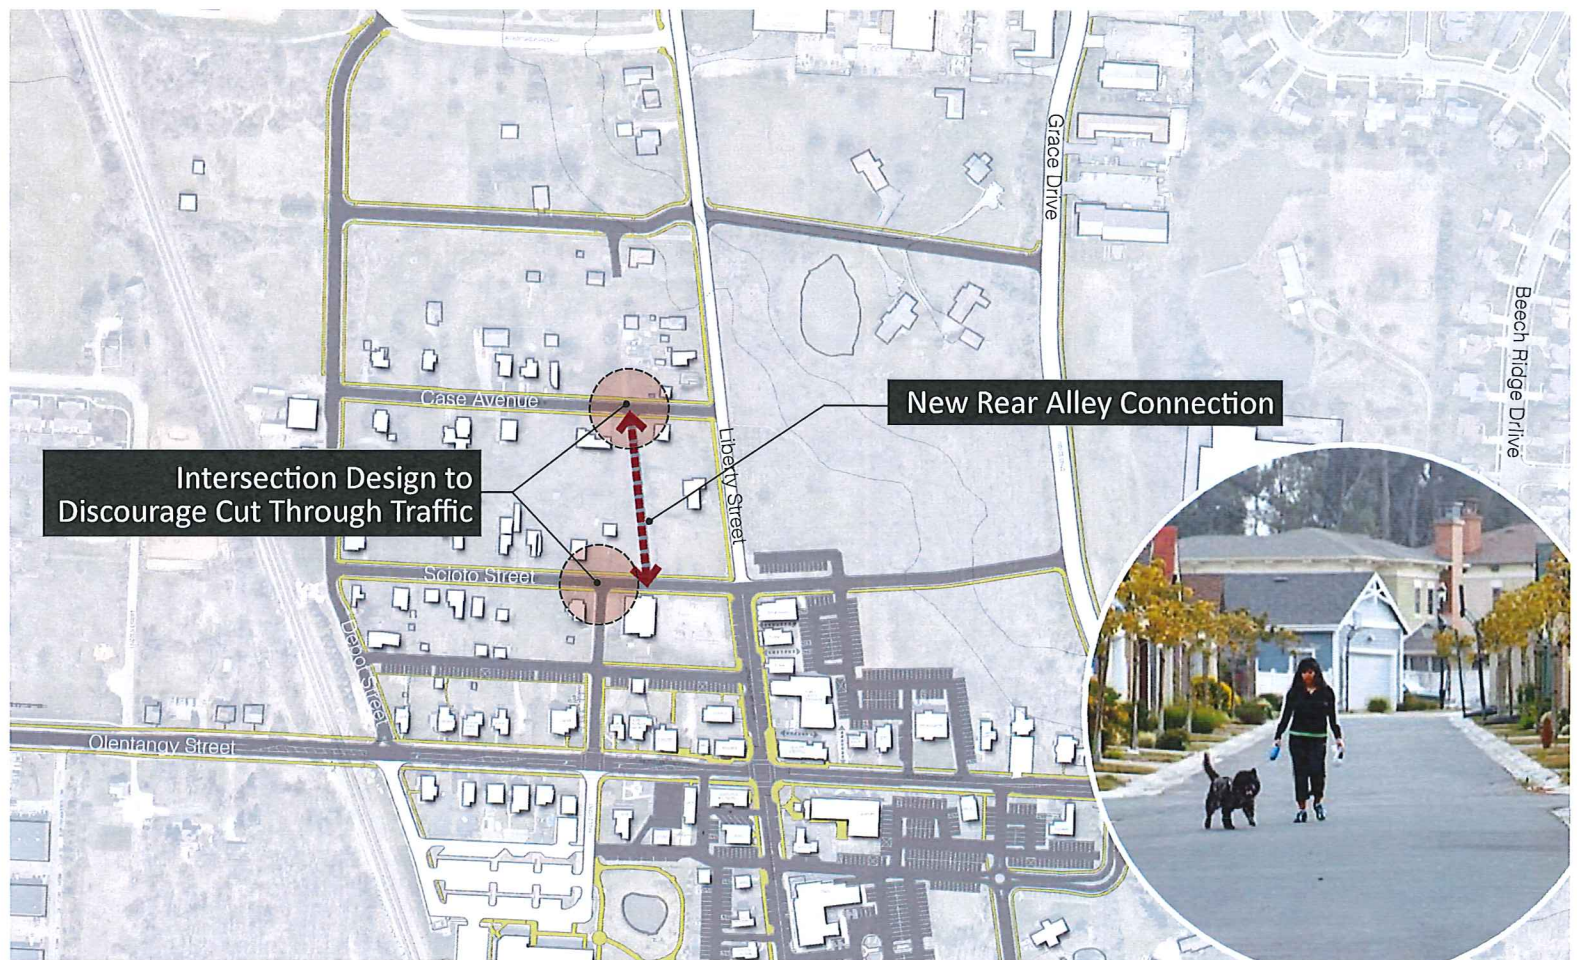 Grace Drive
Beech Ridge Drive
Case Avenue
New Rear Alley Connection
Liberty Street
Intersection Design to
Discourage Cut Through Traffic
Scioto Street
Depot Street
Olentangy Street